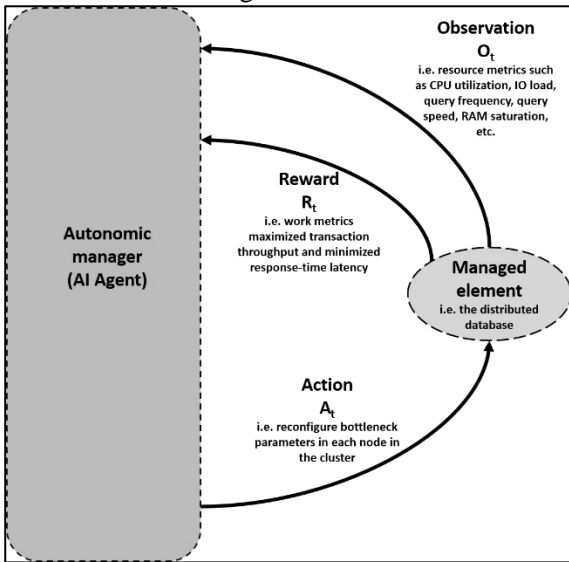 Observation
Ot
i.e. resource metrics such
as CPU utilization, IO load,
query frequency, query
speed, RAM saturation,
etc.
Reward
Rt
i.e. work metrics
maximized transaction
throughput and minimized
response-time latency
Autonomic
manager
(AI Agent)
Managed
element
i.e. the distributed
database
Action
At
i.e. reconfigure bottleneck
parameters in each node in
the cluster